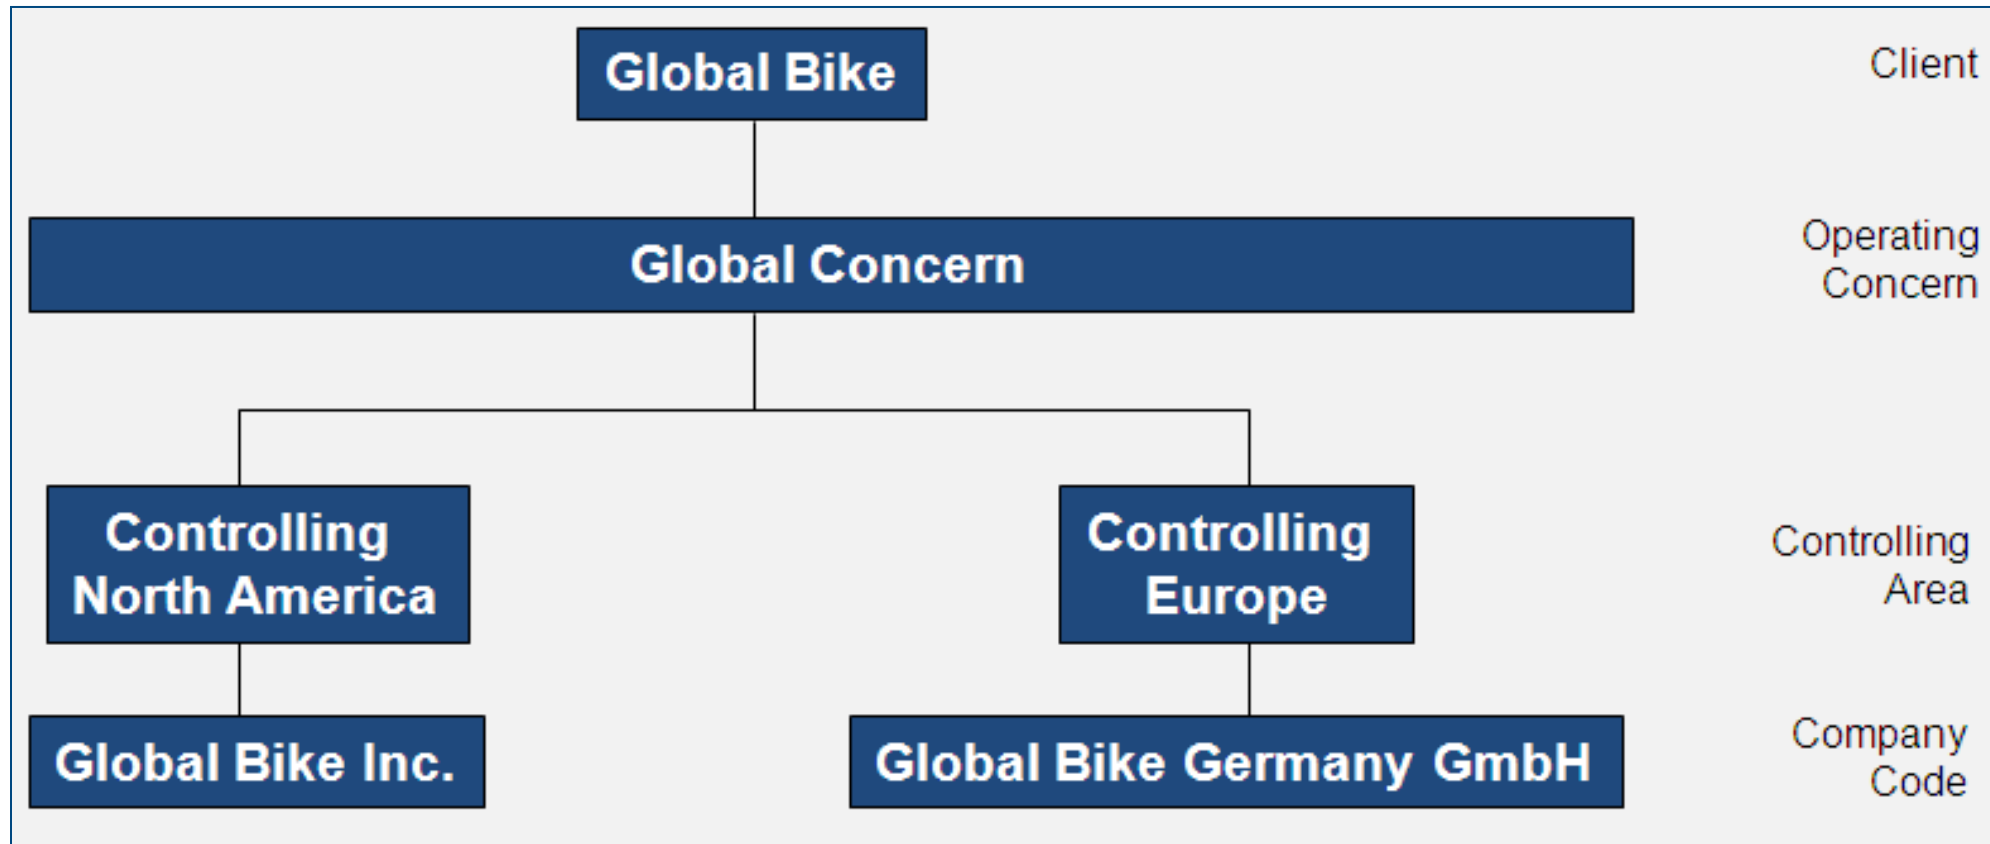 Global Bike
Client
Global Concern
Operating
Concern
Controlling
North America
Controlling
Europe
Controlling
Area
Global Bike Inc.
Global Bike Germany GmbH
Company
Code